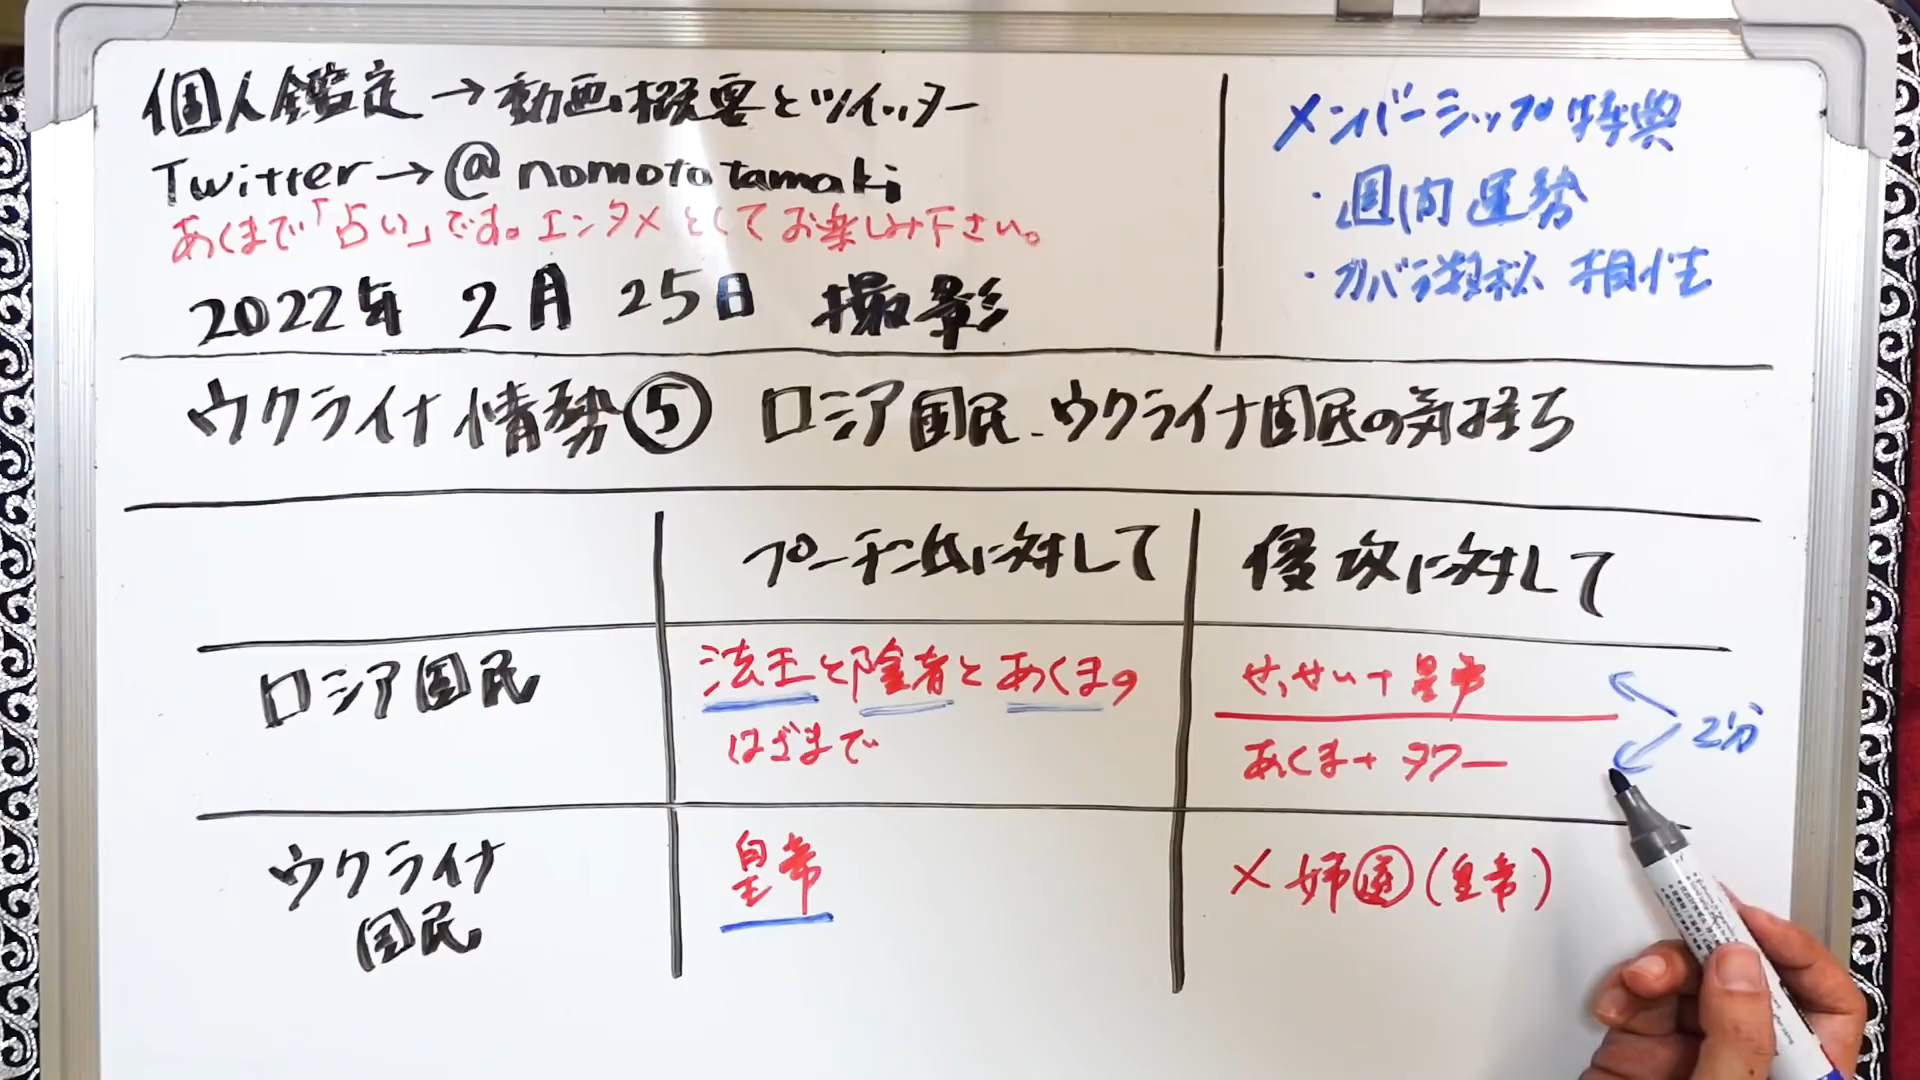 個人鑑定→動画概要とツイッター
Twitter→@nomototamaki
あくまで「占い」です。エンタメとしてお楽しみ下さい。
2022年 2月 25日 撮影
メンバーシップ特典
・国内運勢
・カバラ数秘 相性
ウクライナ情勢⑤ ロシア国民、ウクライナ国民の気持ち
プーチン氏に対して
侵攻に対して
ロシア国民
法王と隠者とあくまの
はざまで
せっせい+皇帝
あくま+タワー
2分
ウクライナ
国民
皇帝
×
(皇帝)